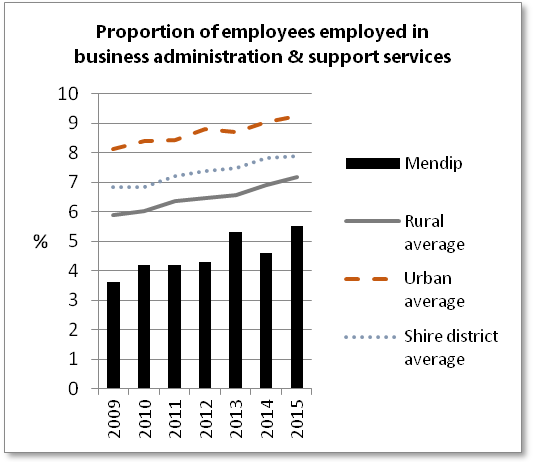 Proportion of employees employed in
business administration & support services
10
9
8
7
6
5
4
3
2
1
0
%
2009
2010
2011
2012
2013
2014
2015
Mendip
Rural
average
Urban
average
Shire district
average